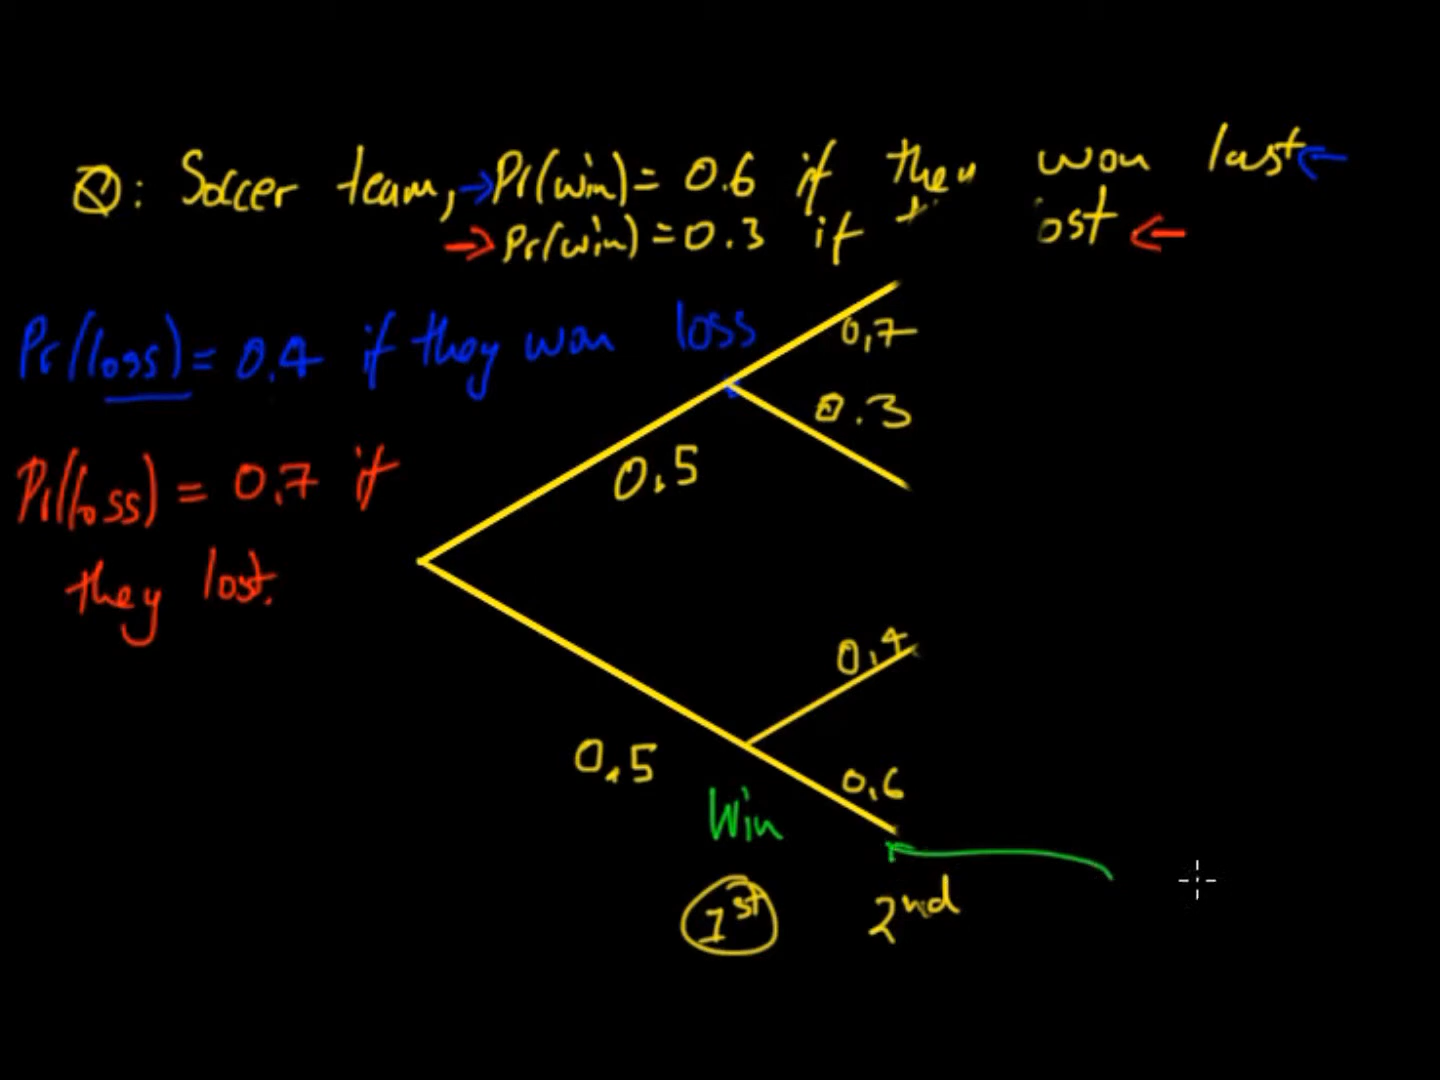 Q: Soccer team, → Pr(win) = 0.6 if they won last ←
→ Pr(win) = 0.3 if lost ←
Pr(loss) = 0.4 if they won
loss
0.7
0.3
0.5
Pr(loss) = 0.7 if
they lost.
0.4
0.5
0.6
Win
1st
2nd